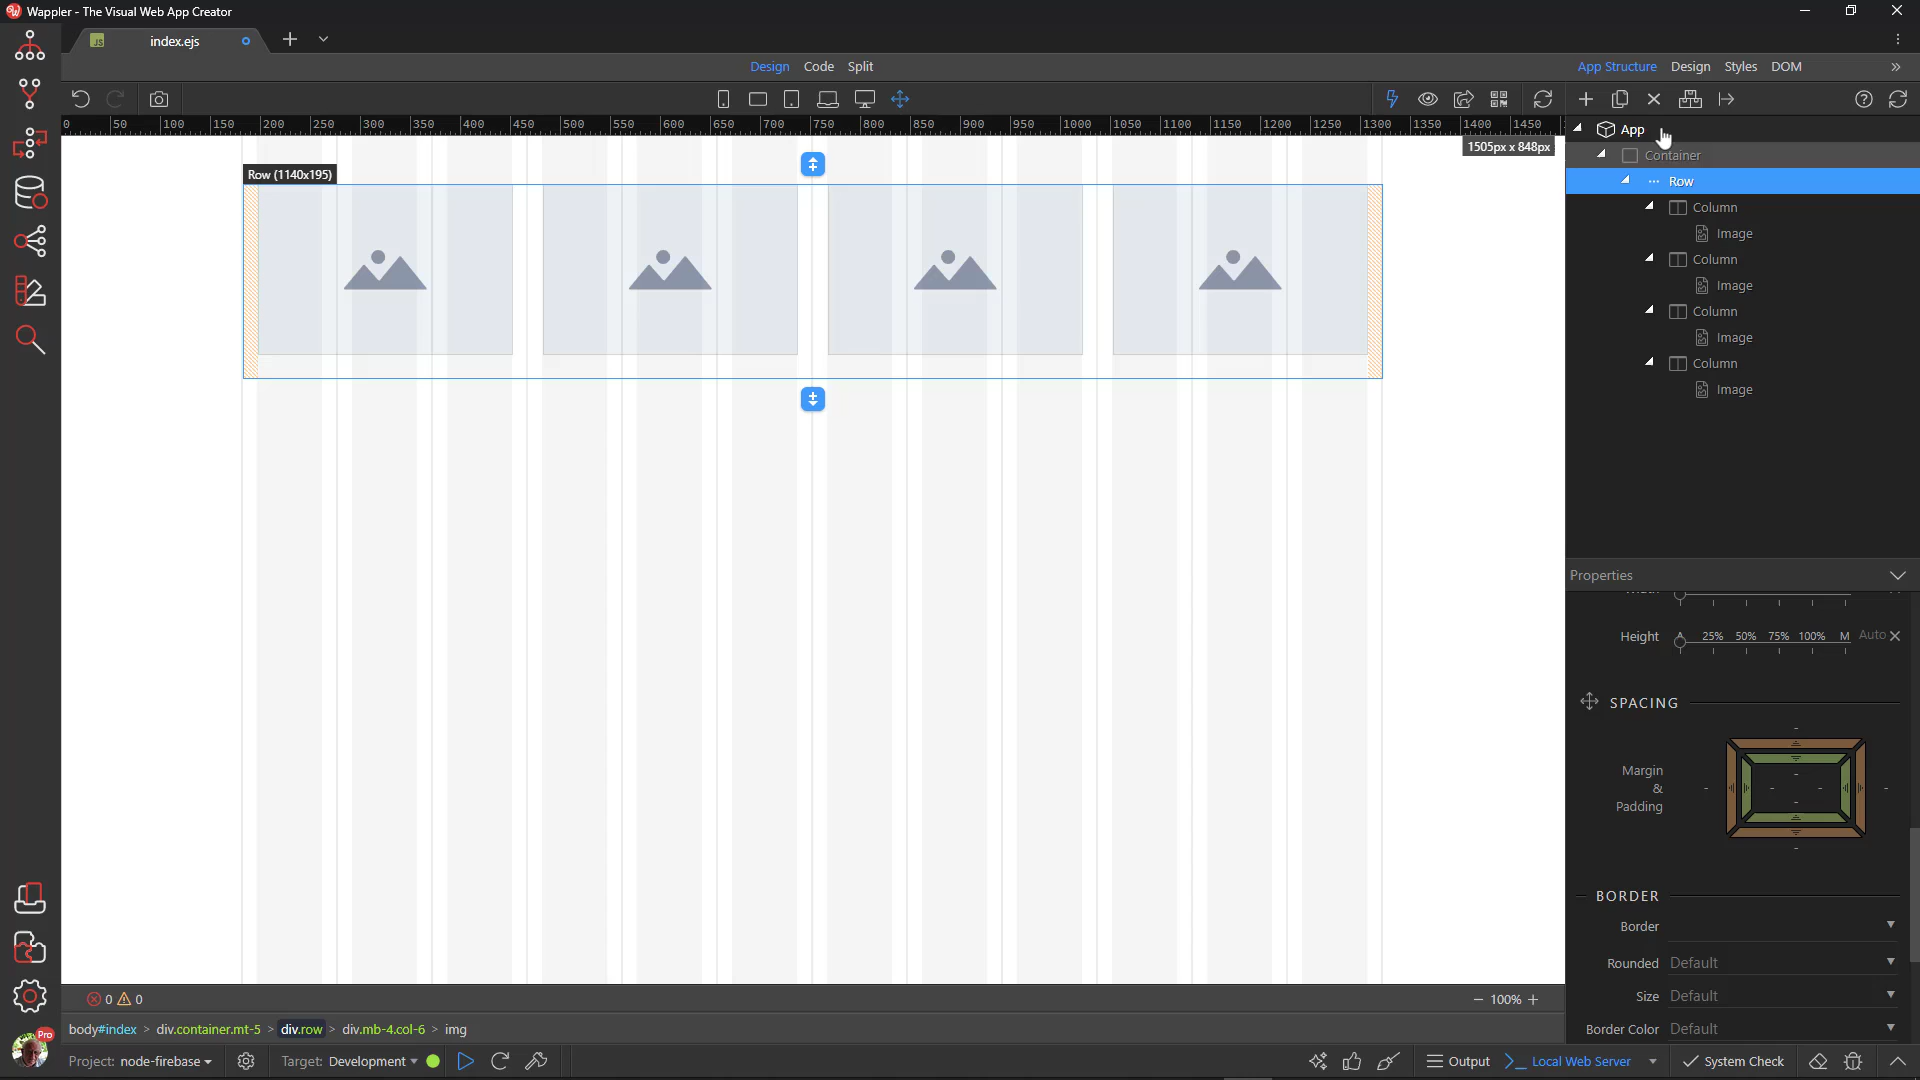 Wappler - The Visual Web App Creator
JS index.ejs
Design Code Split
App Structure Design Styles DOM
0 50 100 150 200 250 300 350 400 450 500 550 600 650 700 750 800 850 900 950 1000 1050 1100 1150 1200 1250 1300 1350 1400 1450
1505px x 848px
Row (1140x195)
App
Container
Row
Column
Image
Column
Image
Column
Image
Column
Image
Properties
Height 25% 50% 75% 100% M Auto
SPACING
Margin
&
Padding
BORDER
Border
Rounded Default
Size Default
Border Color Default
0 0
100%
body#index > div.container.mt-5 > div.row > div.mb-4.col-6 > img
Pro
Project: node-firebase
Target: Development
Output
Local Web Server
System Check